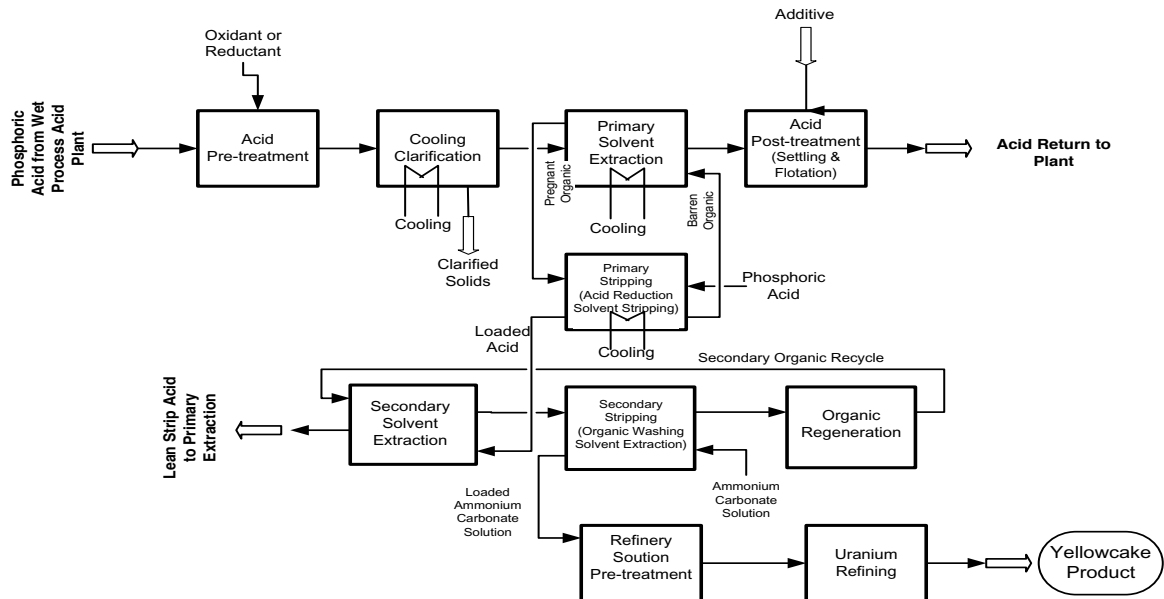 Additive
Oxidant or
Reductant
Phosphoric
Acid from Wet
Process Acid
Plant
Acid
Pre-treatment
Cooling
Clarification
Cooling
Clarified
Solids
Pregnant
Organic
Primary
Solvent
Extraction
Cooling
Barren
Organic
Acid
Post-treatment
(Settling &
Flotation)
Acid Return to
Plant
Primary
Stripping
(Acid Reduction
Solvent Stripping)
Cooling
Phosphoric
Acid
Loaded
Acid
Secondary Organic Recycle
Lean Strip Acid
to Primary
Extraction
Secondary
Solvent
Extraction
Secondary
Stripping
(Organic Washing
Solvent Extraction)
Organic
Regeneration
Loaded
Ammonium
Carbonate
Solution
Ammonium
Carbonate
Solution
Refinery
Soution
Pre-treatment
Uranium
Refining
Yellowcake
Product